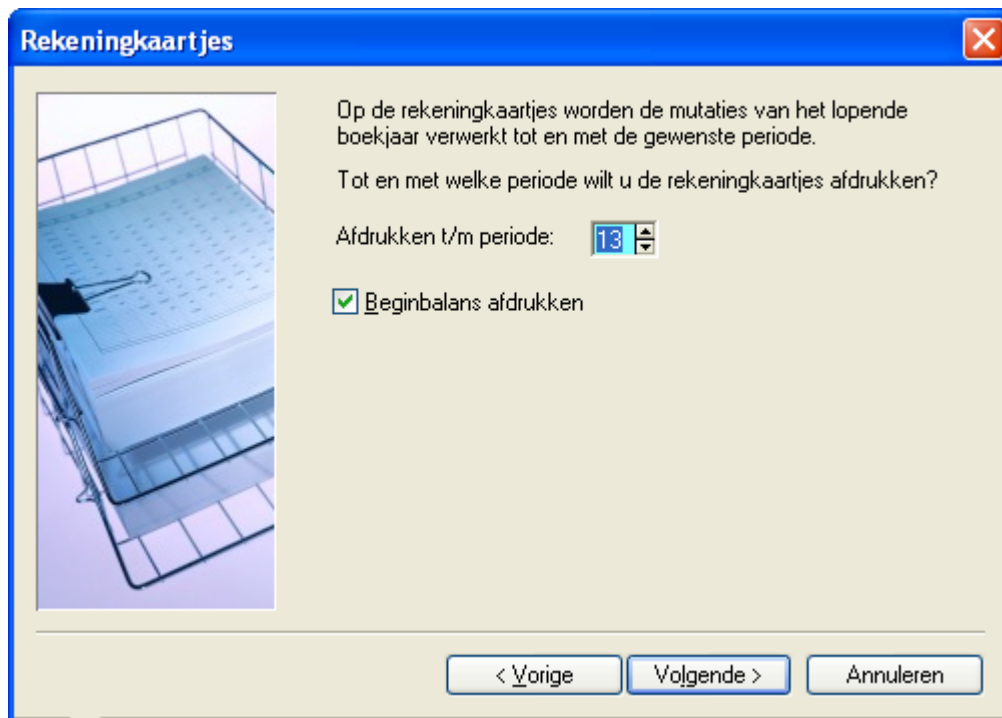 Rekeningkaartjes
Op de rekeningkaartjes worden de mutaties van het lopende
boekjaar verwerkt tot en met de gewenste periode.
Tot en met welke periode wilt u de rekeningkaartjes afdrukken?
Afdrukken t/m periode: 13
Beginbalans afdrukken
< Vorige Volgende > Annuleren